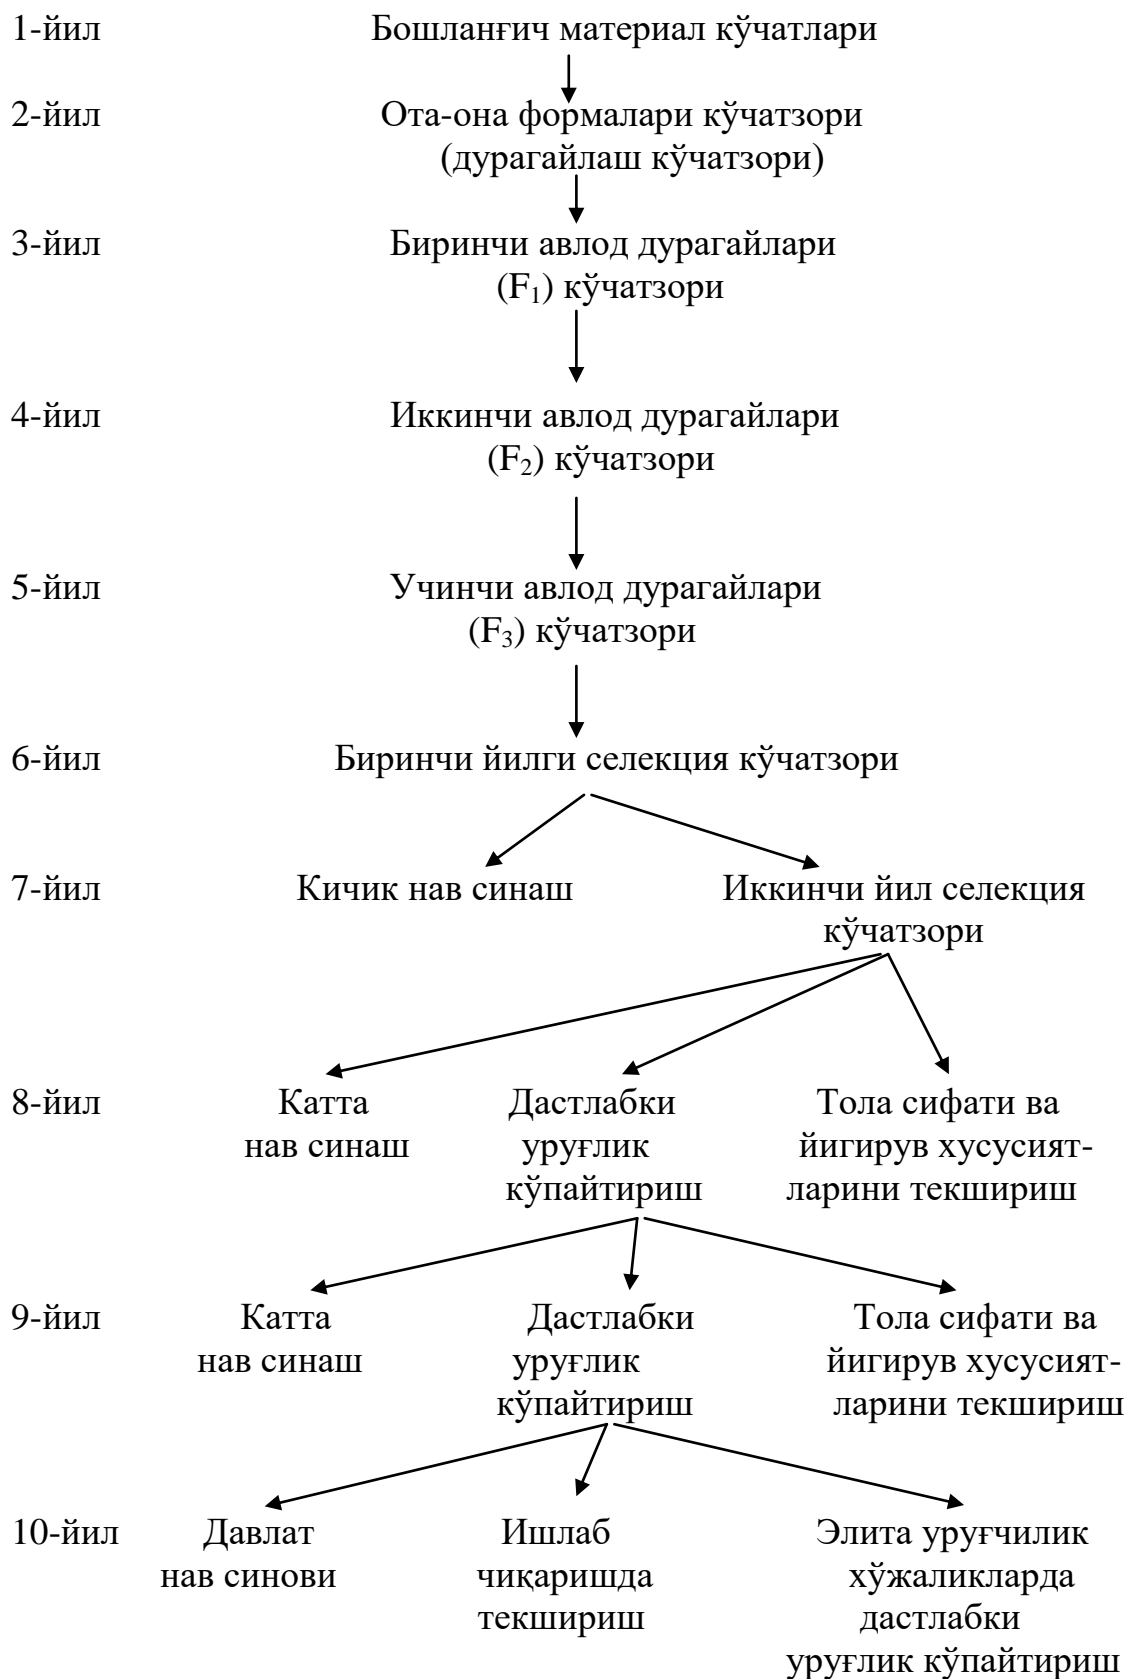 1-йил Бошланғич материал кўчатлари
2-йил Ота-она формалари кўчатзори
(дурагайлаш кўчатзори)
3-йил Биринчи авлод дурагайлари
(F₁) кўчатзори
4-йил Иккинчи авлод дурагайлари
(F₂) кўчатзори
5-йил Учинчи авлод дурагайлари
(F₃) кўчатзори
6-йил Биринчи йилги селекция кўчатзори
7-йил Кичик нав синаш Иккинчи йил селекция
кўчатзори
8-йил Катта Дастлабки Тола сифати ва
нав синаш уруғлик йигирув хусусият-
кўпайтириш ларини текшириш
9-йил Катта Дастлабки Тола сифати ва
нав синаш уруғлик йигирув хусусият-
кўпайтириш ларини текшириш
10-йил Давлат Ишлаб Элита уруғчилик
нав синови чиқаришда хўжаликларда
текшириш дастлабки
уруғлик кўпайтириш